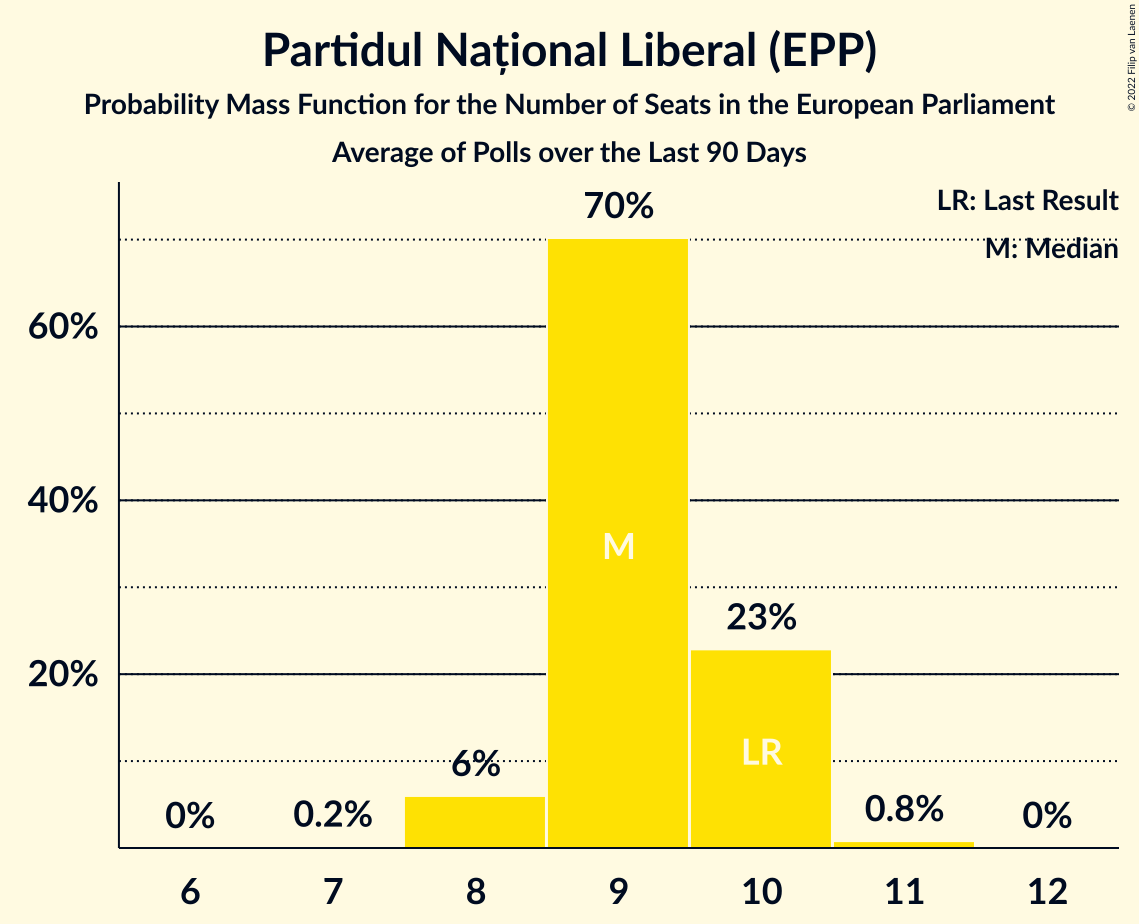 Partidul Național Liberal (EPP)
Probability Mass Function for the Number of Seats in the European Parliament
Average of Polls over the Last 90 Days
© 2022 Filip van Laenen
LR: Last Result
M: Median
70%
60%
40%
20%
M
23%
LR
6%
0%
0.2%
0.8%
0%
6 7 8 9 10 11 12